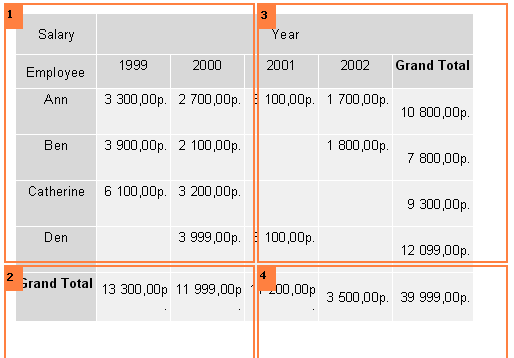 1 3
Salary Year
Employee 1999 2000 2001 2002 Grand Total
Ann 3 300,00p. 2 700,00p. 100,00p. 1 700,00p. 10 800,00p.
Ben 3 900,00p. 2 100,00p. 1 800,00p. 7 800,00p.
Catherine 6 100,00p. 3 200,00p. 9 300,00p.
Den 3 999,00p. 100,00p. 12 099,00p.
2 4
Grand Total 13 300,00p. 11 999,00p. 200,00p. 3 500,00p. 39 999,00p.